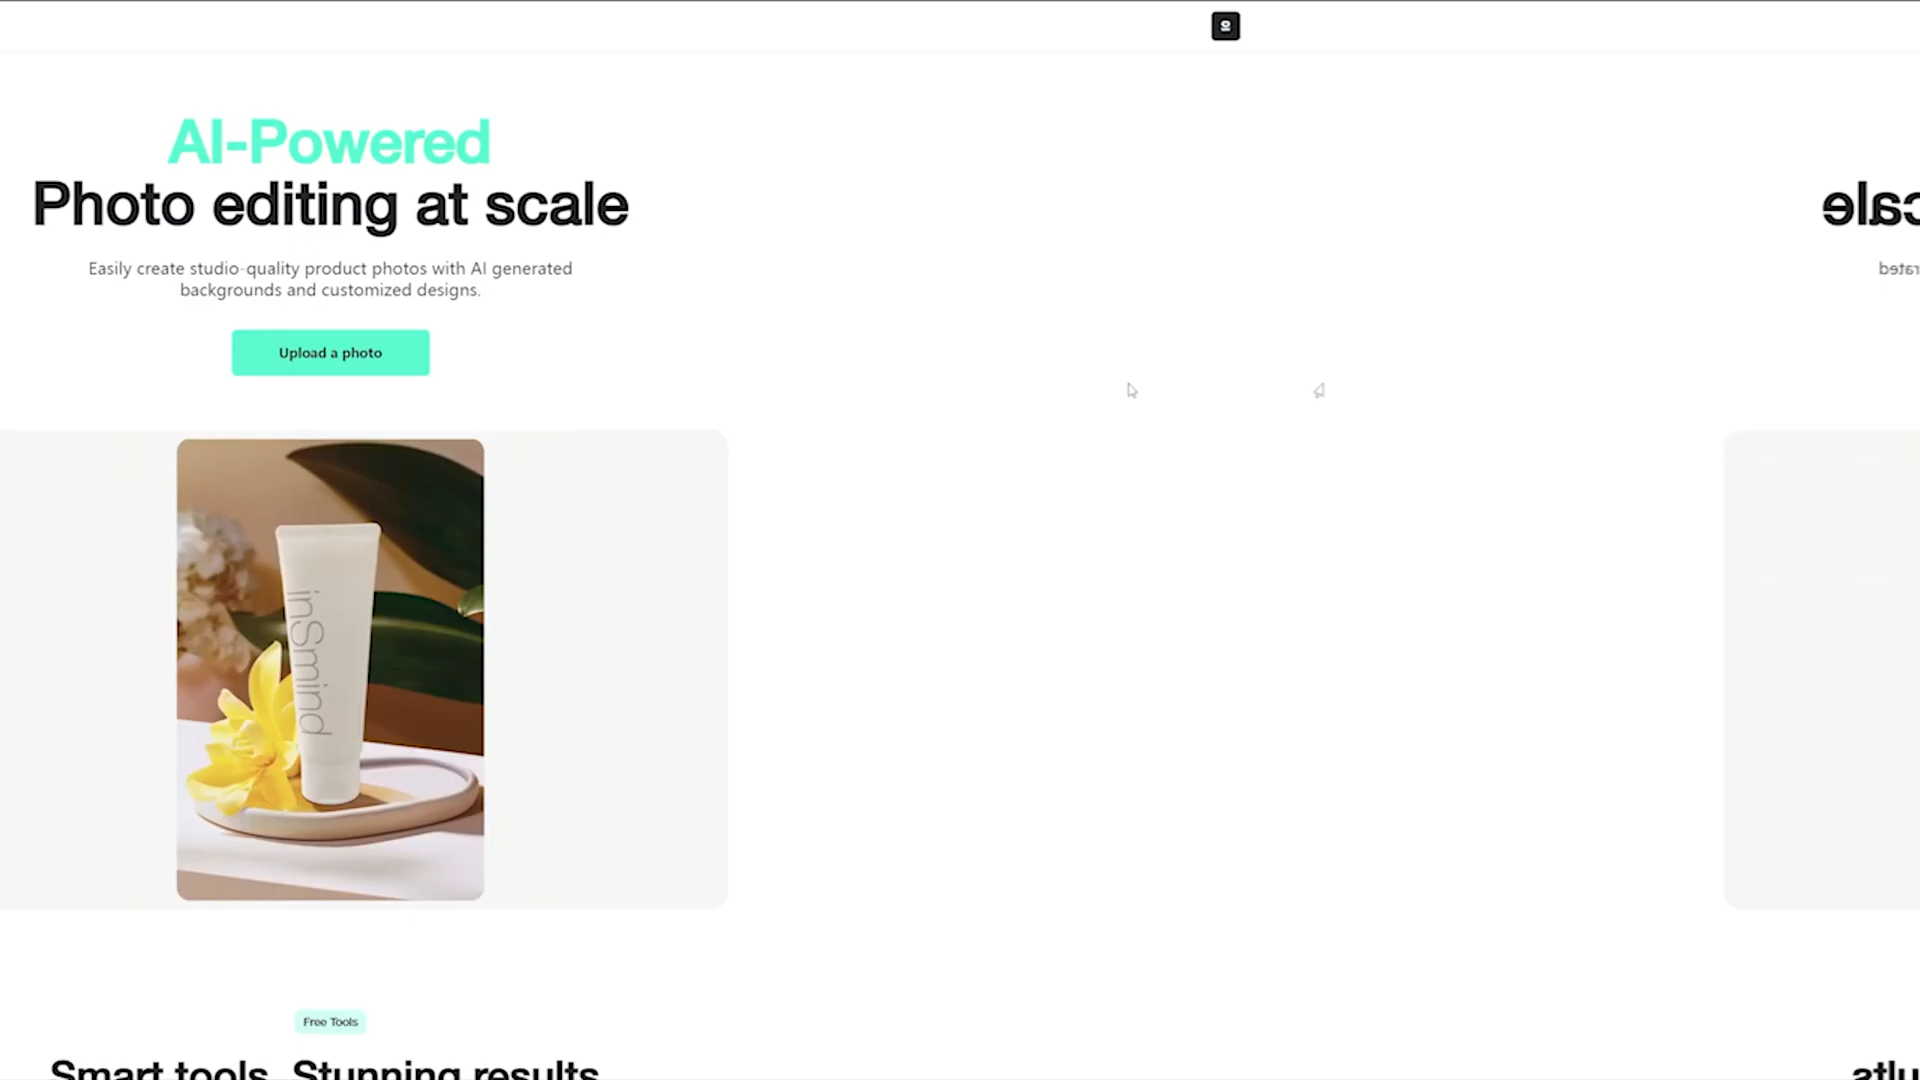 AI-Powered
Photo editing at scale
Easily create studio-quality product photos with AI generated
backgrounds and customized designs.
Upload a photo
inSmind
Free Tools
Smart tools. Stunning results